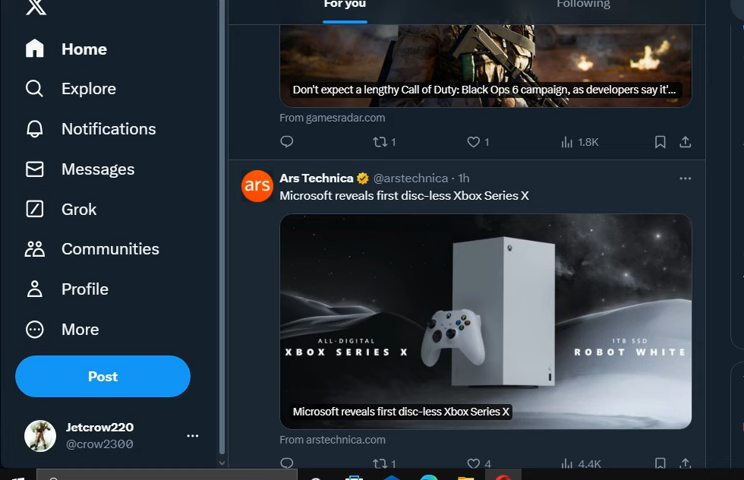 For you
Following
Home
Explore
Notifications
Messages
Grok
Communities
Profile
More
Post
Jetcrow220
@crow2300
Don't expect a lengthy Call of Duty: Black Ops 6 campaign, as developers say it'...
From gamesradar.com
1
1
1.8K
ars
Ars Technica @arstechnica · 1h
Microsoft reveals first disc-less Xbox Series X
ALL-DIGITAL
XBOX SERIES X
1TB SSD
ROBOT WHITE
Microsoft reveals first disc-less Xbox Series X
From arstechnica.com
1
4
4.4K